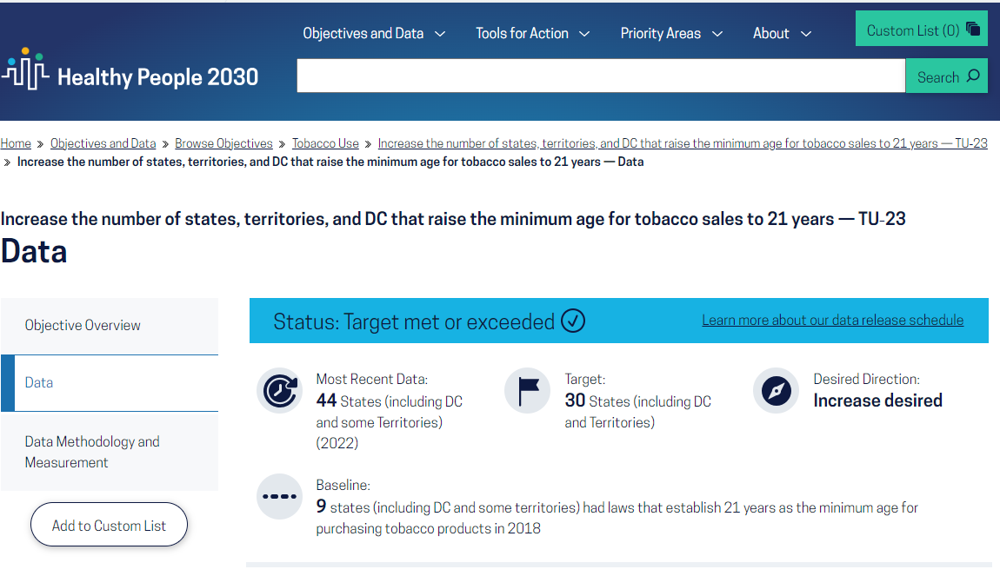 Objectives and Data Tools for Action Priority Areas About Custom List (0)
Healthy People 2030
Search
Home » Objectives and Data » Browse Objectives » Tobacco Use » Increase the number of states, territories, and DC that raise the minimum age for tobacco sales to 21 years — TU-23
» Increase the number of states, territories, and DC that raise the minimum age for tobacco sales to 21 years — Data
Increase the number of states, territories, and DC that raise the minimum age for tobacco sales to 21 years — TU-23
Data
Objective Overview
Data
Data Methodology and
Measurement
Add to Custom List
Status: Target met or exceeded
Learn more about our data release schedule
Most Recent Data:
44 States (including DC
and some Territories)
(2022)
Target:
30 States (including DC
and Territories)
Desired Direction:
Increase desired
Baseline:
9 states (including DC and some territories) had laws that establish 21 years as the minimum age for
purchasing tobacco products in 2018